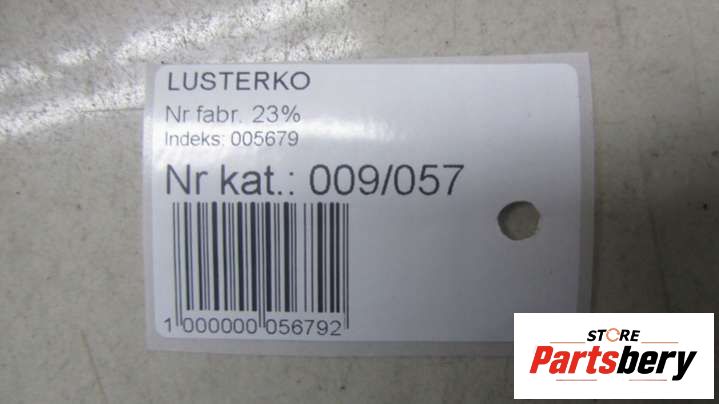 LUSTERKO
Nr fabr. 23%
Indeks: 005679
Nr kat.: 009/057
1 000000 056792
STORE
Partsbery